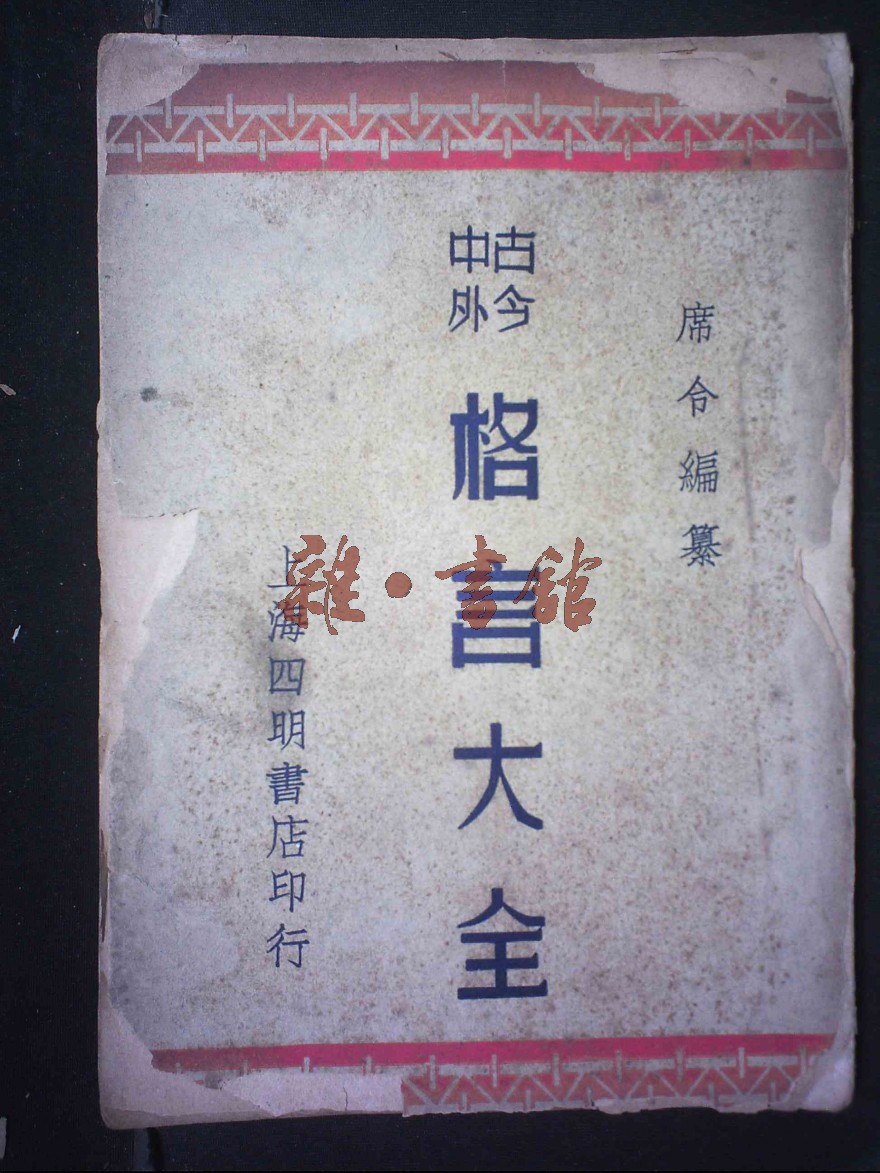 席令編纂
古今
中外
格言大全
上海四明書店印行
雜·書館